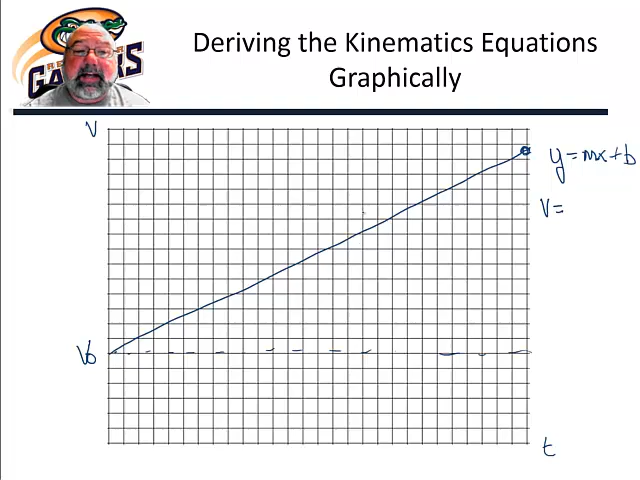 Deriving the Kinematics Equations
Graphically
V
y=mx+b
V=
V0
t